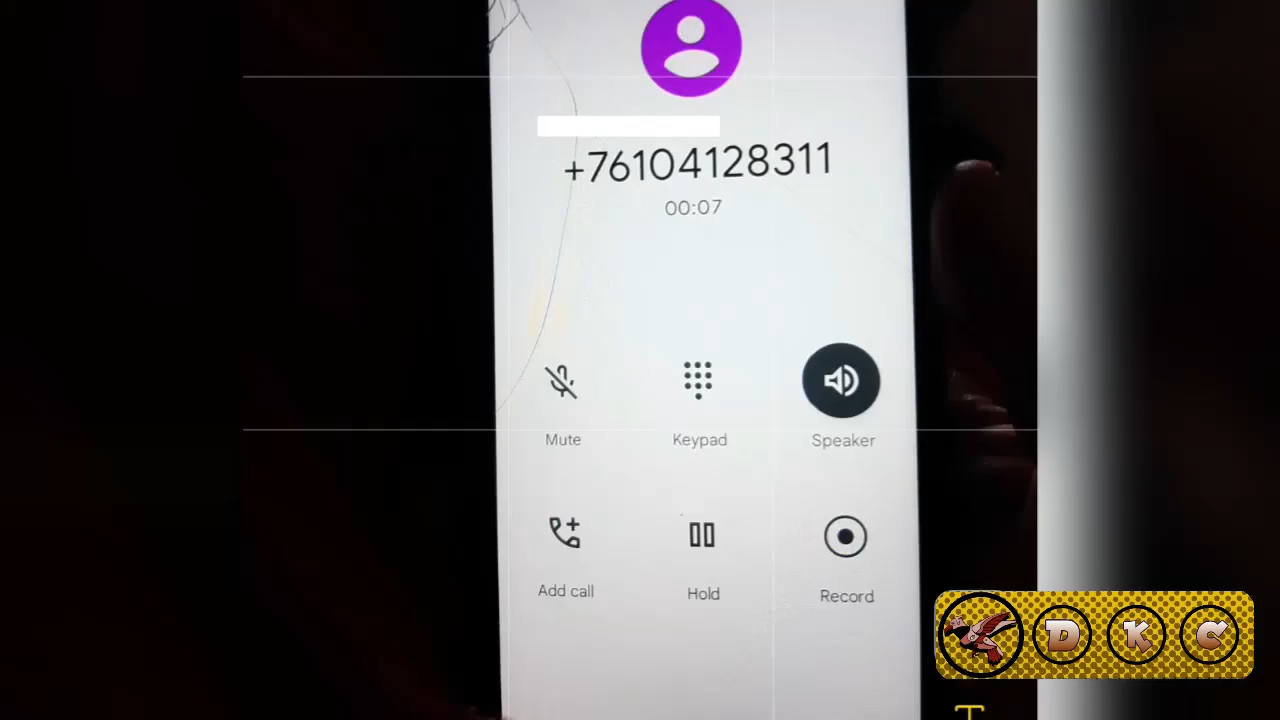 +76104128311
00:07
Mute
Keypad
Speaker
Add call
Hold
Record
D K C
T